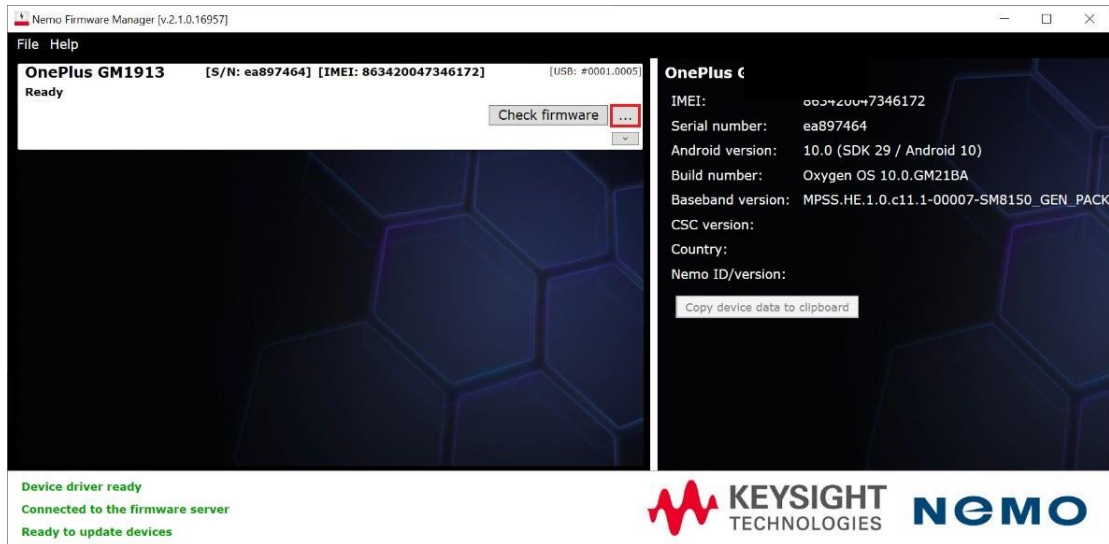 Nemo Firmware Manager [v.2.1.0.16957]
File Help
OnePlus GM1913 [S/N: ea897464] [IMEI: 863420047346172] [USB: #0001.0005]
Ready
Check firmware ...
OnePlus
IMEI: 863420047346172
Serial number: ea897464
Android version: 10.0 (SDK 29 / Android 10)
Build number: Oxygen OS 10.0.GM21BA
Baseband version: MPSS.HE.1.0.c11.1-00007-SM8150_GEN_PACK
CSC version:
Country:
Nemo ID/version:
Copy device data to clipboard
Device driver ready
Connected to the firmware server
Ready to update devices
KEYSIGHT
TECHNOLOGIES
NEMO